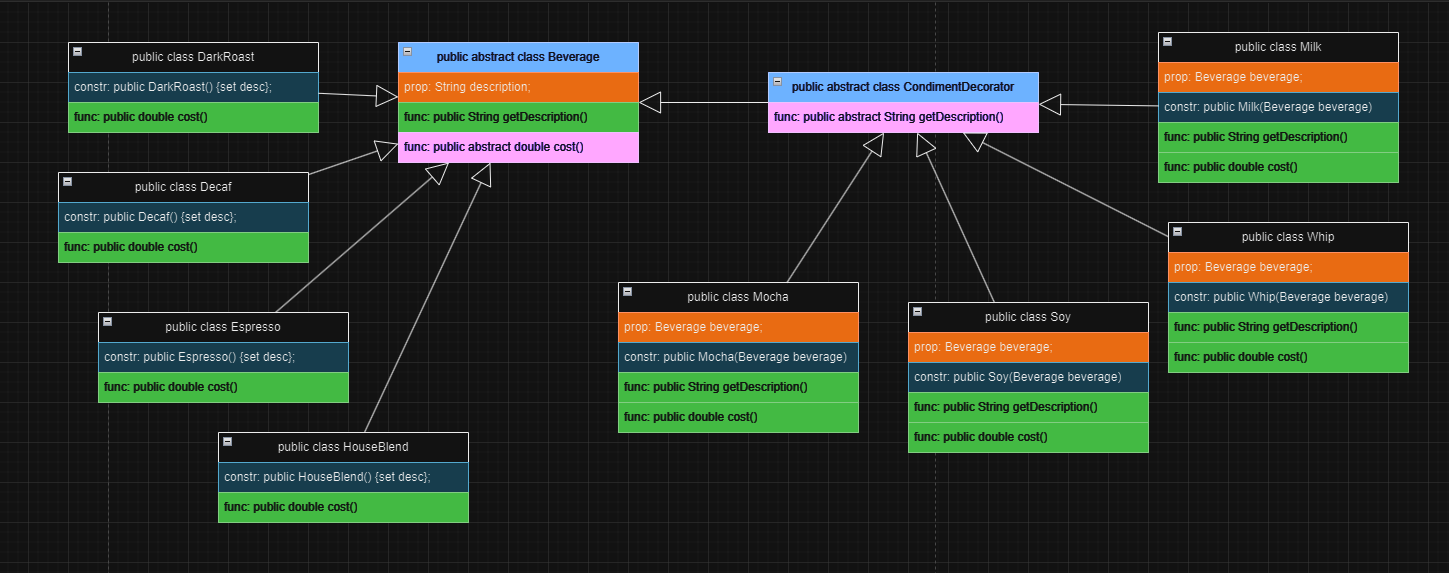 public class DarkRoast
constr: public DarkRoast() {set desc};
func: public double cost()
public abstract class Beverage
prop: String description;
func: public String getDescription()
func: public abstract double cost()
public abstract class CondimentDecorator
func: public abstract String getDescription()
public class Milk
prop: Beverage beverage;
constr: public Milk(Beverage beverage)
func: public String getDescription()
func: public double cost()
public class Decaf
constr: public Decaf() {set desc};
func: public double cost()
public class Whip
prop: Beverage beverage;
constr: public Whip(Beverage beverage)
func: public String getDescription()
func: public double cost()
public class Espresso
constr: public Espresso() {set desc};
func: public double cost()
public class Mocha
prop: Beverage beverage;
constr: public Mocha(Beverage beverage)
func: public String getDescription()
func: public double cost()
public class Soy
prop: Beverage beverage;
constr: public Soy(Beverage beverage)
func: public String getDescription()
func: public double cost()
public class HouseBlend
constr: public HouseBlend() {set desc};
func: public double cost()